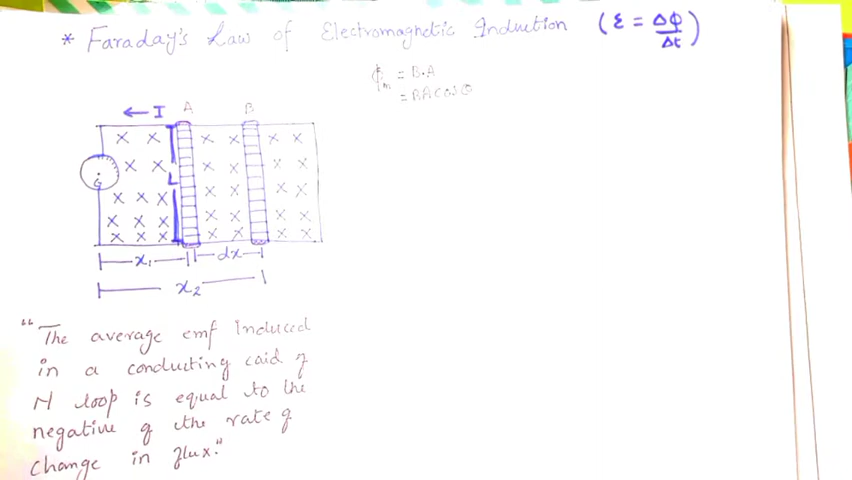 * Faraday's Law of Electromagnetic Induction (ε = Δφ/Δt)
φm = B.A
= BA cos θ
← I A B
G
L
x₁ dx
x₂
"The average emf induced
in a conducting coid of
N loop is equal to the
negative of the rate of
change in flux."